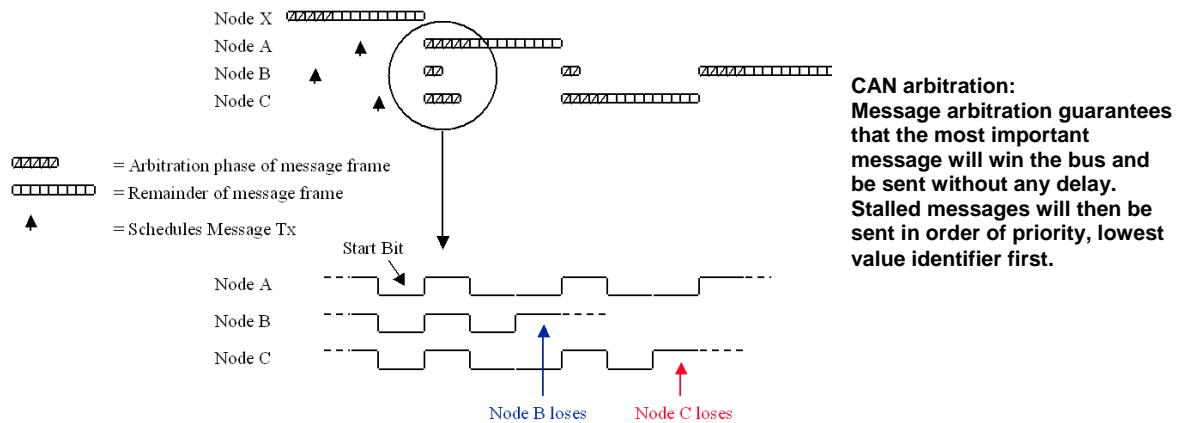 Node X
Node A
Node B
Node C
CAN arbitration:
Message arbitration guarantees
that the most important
message will win the bus and
be sent without any delay.
Stalled messages will then be
sent in order of priority, lowest
value identifier first.
= Arbitration phase of message frame
= Remainder of message frame
= Schedules Message Tx
Start Bit
Node A
Node B
Node C
Node B loses
Node C loses